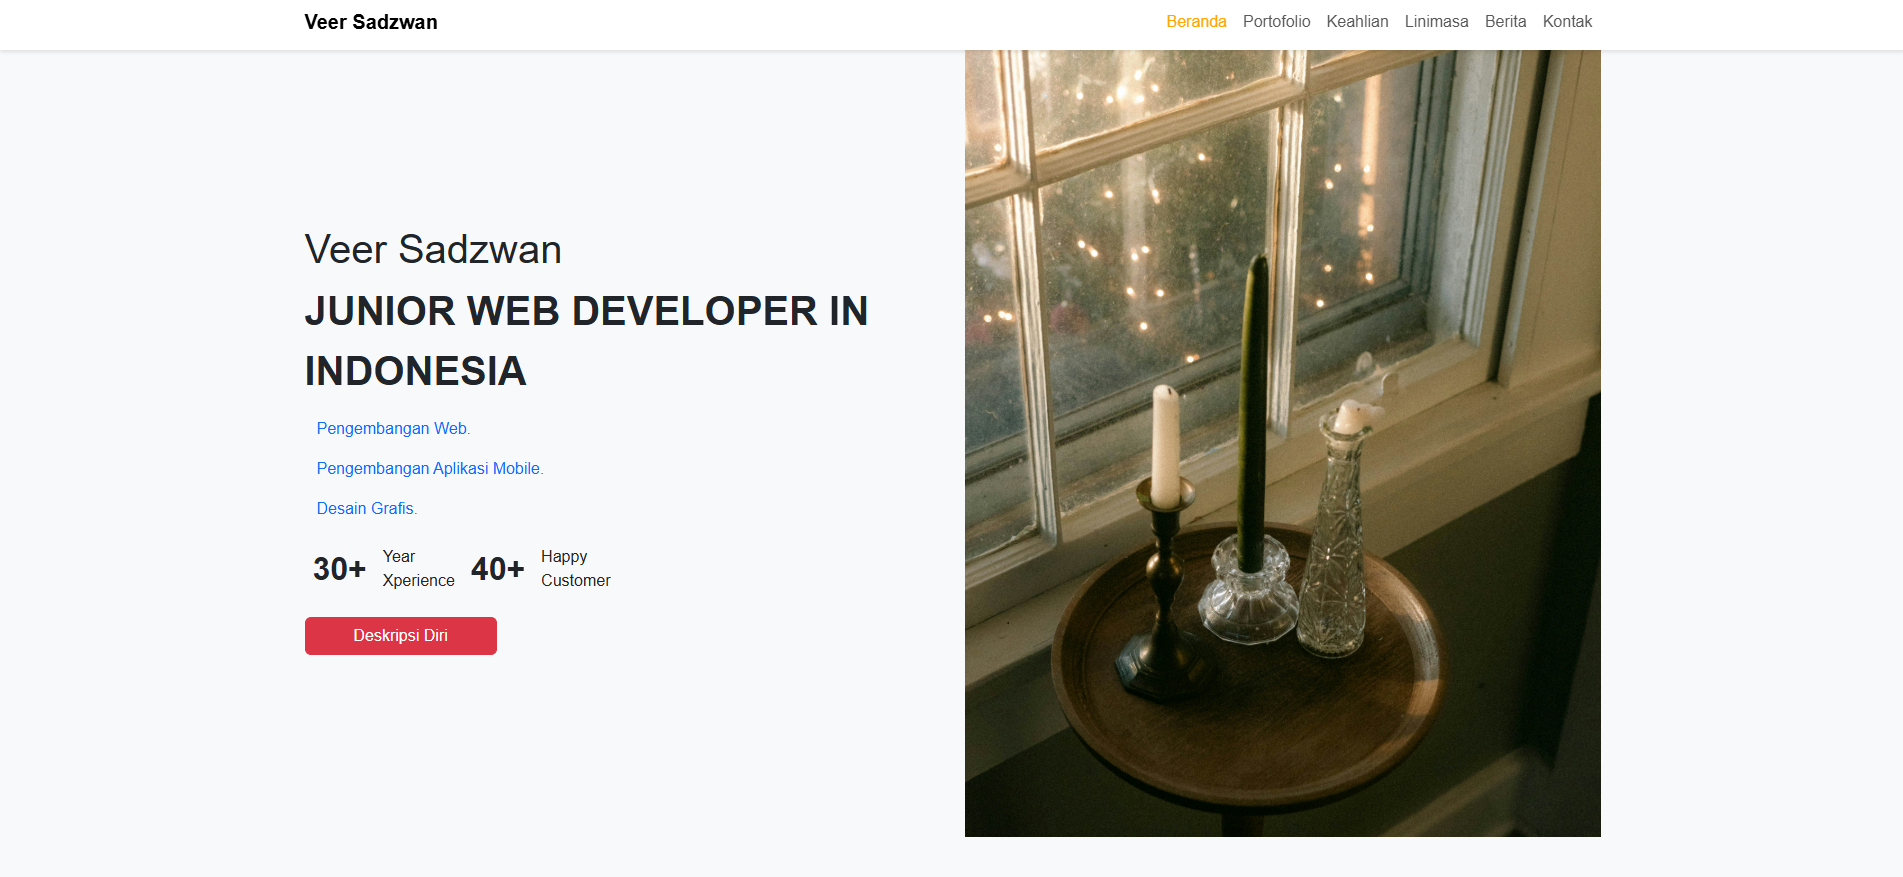 Veer Sadzwan
Beranda Portofolio Keahlian Linimasa Berita Kontak
Veer Sadzwan
JUNIOR WEB DEVELOPER IN
INDONESIA
Pengembangan Web.
Pengembangan Aplikasi Mobile.
Desain Grafis.
30+
Year
Xperience
40+
Happy
Customer
Deskripsi Diri